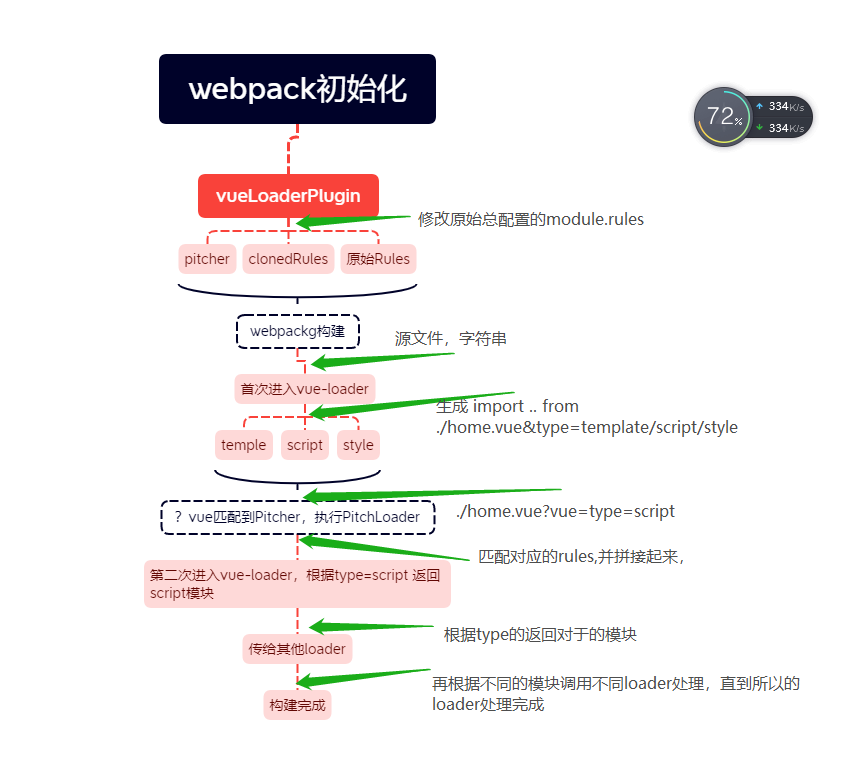 webpack初始化
72%
334K/s
334K/s
vueLoaderPlugin
修改原始总配置的module.rules
pitcher
clonedRules
原始Rules
webpackg构建
源文件，字符串
首次进入vue-loader
生成 import .. from
./home.vue&type=template/script/style
temple
script
style
./home.vue?vue=type=script
？vue匹配到Pitcher，执行PitchLoader
匹配对应的rules,并拼接起来，
第二次进入vue-loader，根据type=script 返回
script模块
根据type的返回对于的模块
传给其他loader
再根据不同的模块调用不同loader处理，直到所以的
loader处理完成
构建完成